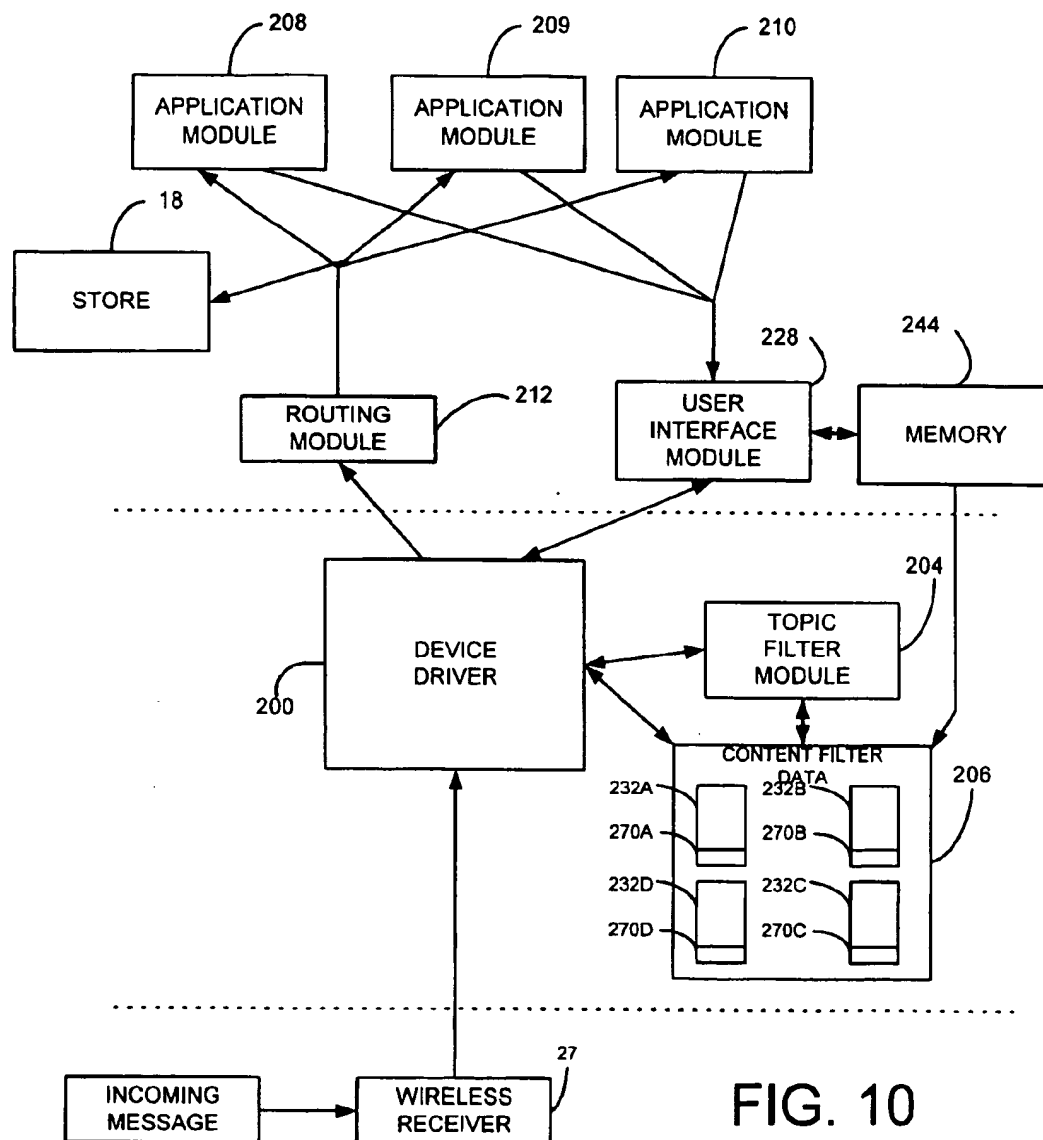 208
209
210
APPLICATION
MODULE
APPLICATION
MODULE
APPLICATION
MODULE
18
STORE
228
244
ROUTING
MODULE
212
USER
INTERFACE
MODULE
MEMORY
204
TOPIC
FILTER
MODULE
DEVICE
DRIVER
200
CONTENT FILTER
DATA
206
232A
232B
270A
270B
232D
232C
270D
270C
27
INCOMING
MESSAGE
WIRELESS
RECEIVER
FIG. 10